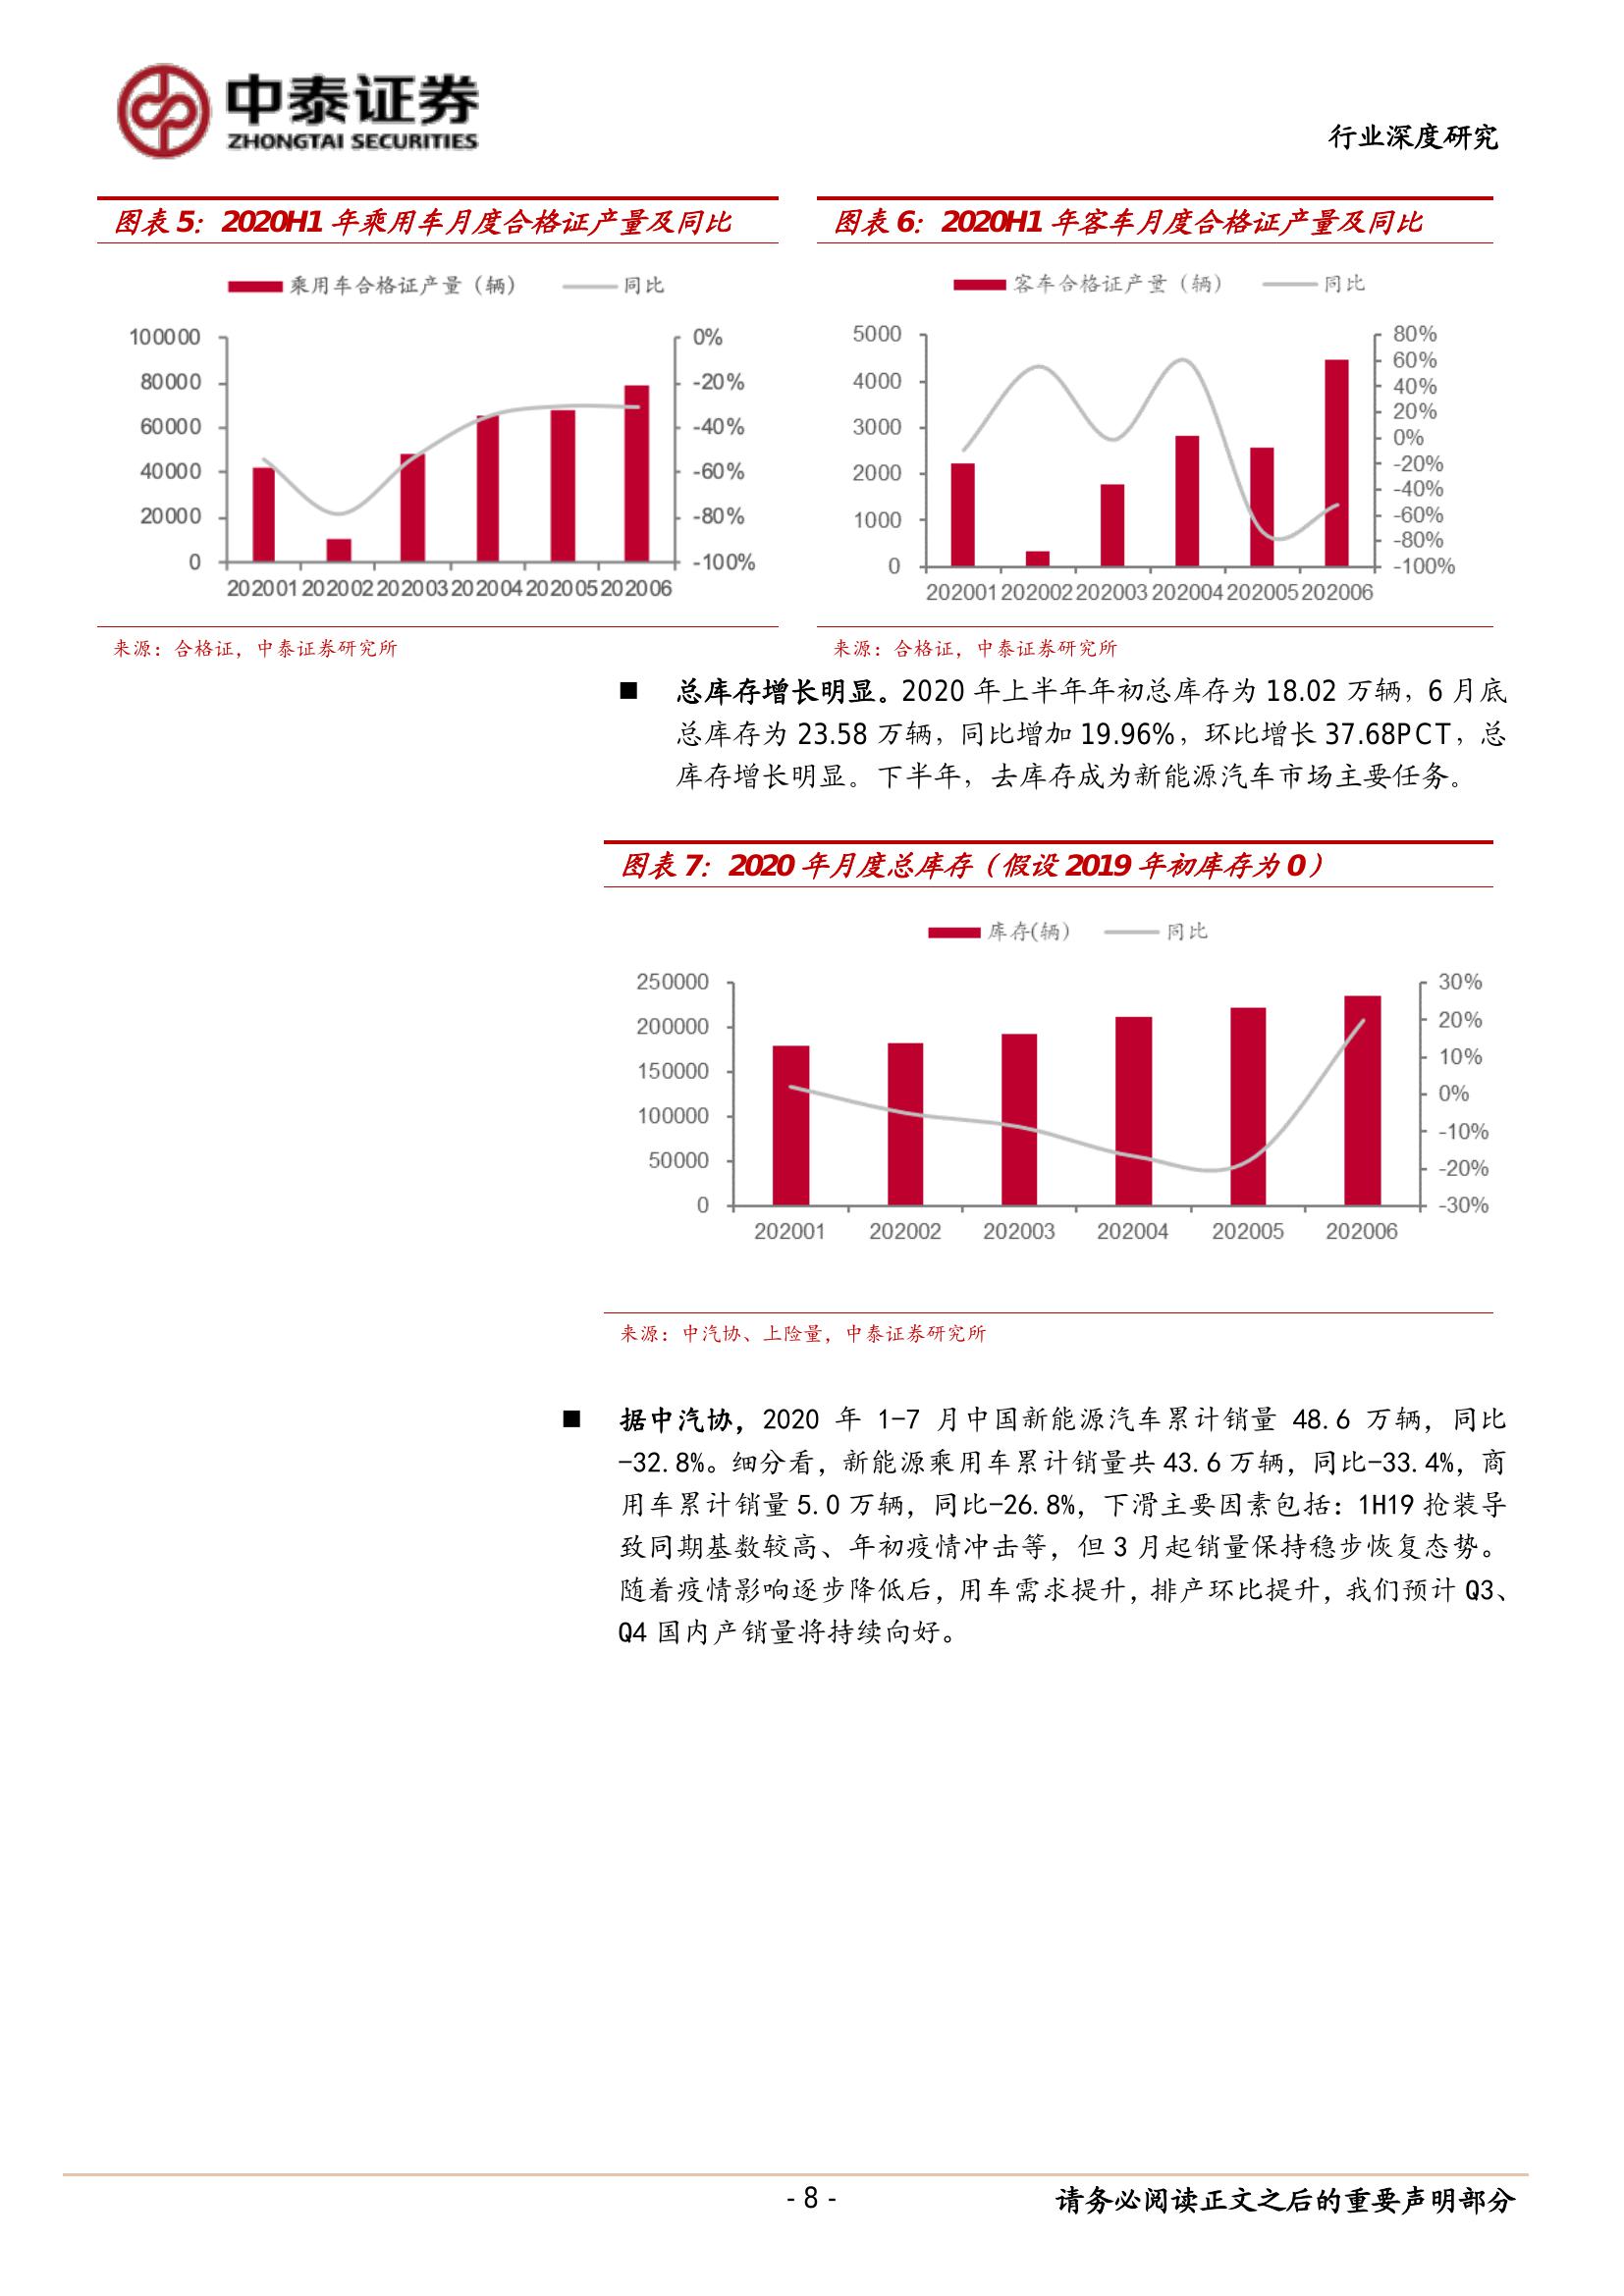 中泰证券
ZHONGTAI SECURITIES
行业深度研究
图表 5：2020H1 年乘用车月度合格证产量及同比
乘用车合格证产量（辆） 同比
100000
80000
60000
40000
20000
0
0%
-20%
-40%
-60%
-80%
-100%
202001 202002 202003 202004 202005 202006
来源：合格证，中泰证券研究所
图表 6：2020H1 年客车月度合格证产量及同比
客车合格证产量（辆） 同比
5000
4000
3000
2000
1000
0
80%
60%
40%
20%
0%
-20%
-40%
-60%
-80%
-100%
202001 202002 202003 202004 202005 202006
来源：合格证，中泰证券研究所
■ 总库存增长明显。2020 年上半年年初总库存为 18.02 万辆，6 月底
总库存为 23.58 万辆，同比增加 19.96%，环比增长 37.68PCT，总
库存增长明显。下半年，去库存成为新能源汽车市场主要任务。
图表 7：2020 年月度总库存（假设 2019 年初库存为 0）
库存(辆) 同比
250000
200000
150000
100000
50000
0
30%
20%
10%
0%
-10%
-20%
-30%
202001 202002 202003 202004 202005 202006
来源：中汽协、上险量，中泰证券研究所
■ 据中汽协，2020 年 1-7 月中国新能源汽车累计销量 48.6 万辆，同比
-32.8%。细分看，新能源乘用车累计销量共 43.6 万辆，同比-33.4%，商
用车累计销量 5.0 万辆，同比-26.8%，下滑主要因素包括：1H19 抢装导
致同期基数较高、年初疫情冲击等，但 3 月起销量保持稳步恢复态势。
随着疫情影响逐步降低后，用车需求提升，排产环比提升，我们预计 Q3、
Q4 国内产销量将持续向好。
- 8 -
请务必阅读正文之后的重要声明部分